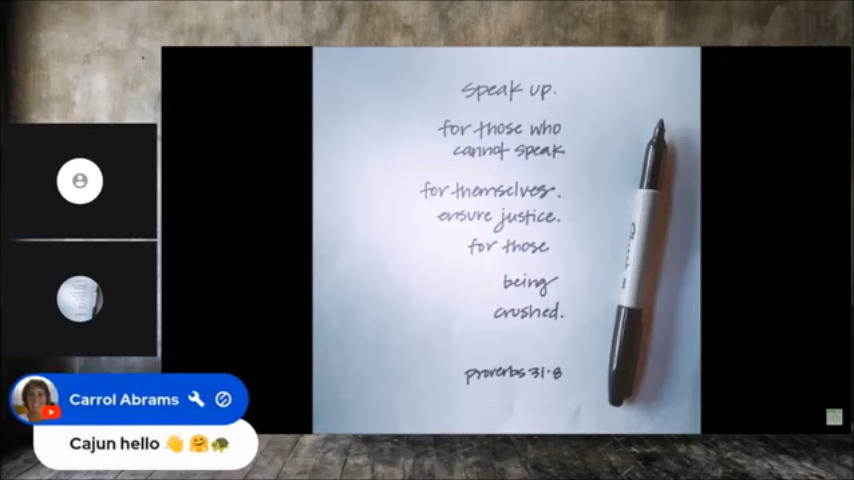 speak up.
for those who
cannot speak
for themselves.
ensure justice.
for those
being
crushed.
proverbs 31.8
Carrol Abrams
Cajun hello 👋 🤗 🐢